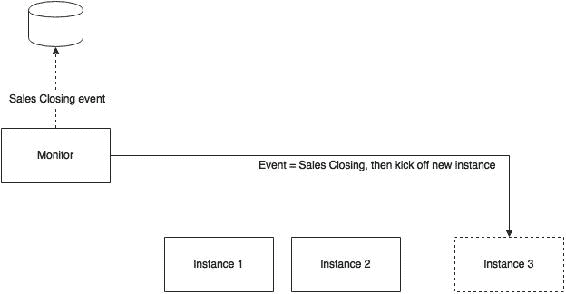 Sales Closing event
Monitor
Event = Sales Closing, then kick off new instance
Instance 1
Instance 2
Instance 3